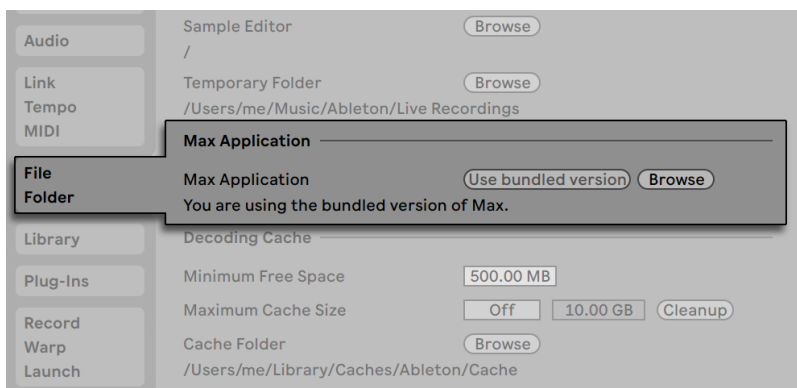 Audio
Link
Tempo
MIDI
File
Folder
Library
Plug-Ins
Record
Warp
Launch
Sample Editor Browse
/
Temporary Folder Browse
/Users/me/Music/Ableton/Live Recordings
Max Application
Max Application Use bundled version Browse
You are using the bundled version of Max.
Decoding Cache
Minimum Free Space 500.00 MB
Maximum Cache Size Off 10.00 GB Cleanup
Cache Folder Browse
/Users/me/Library/Caches/Ableton/Cache